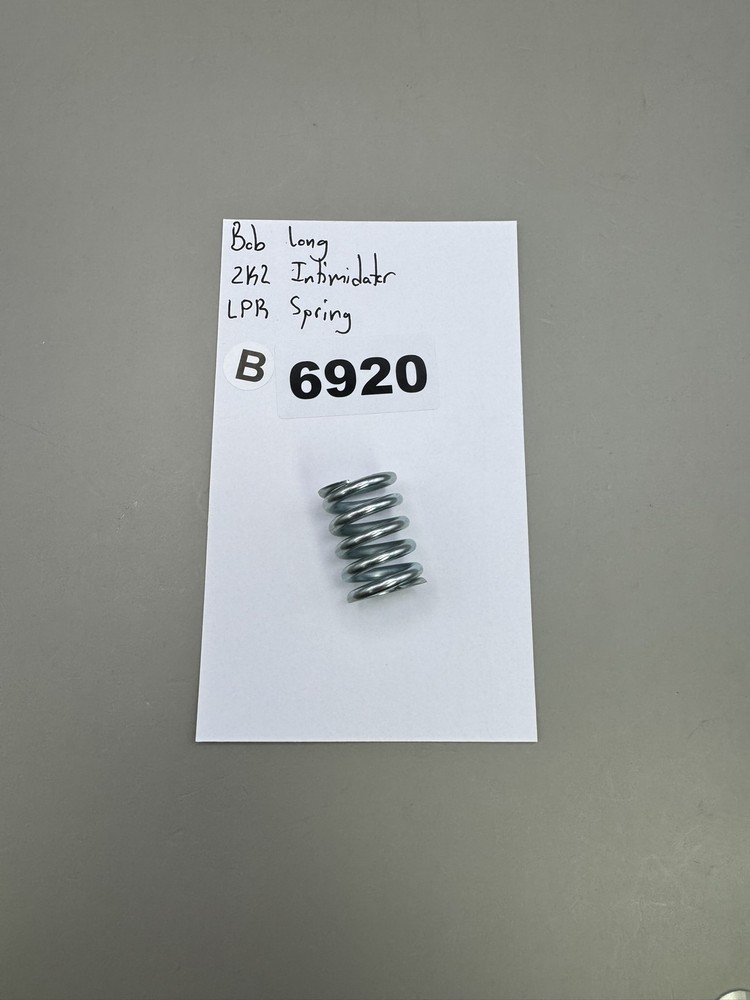 Bob Long
2K2 Intimidator
LPR Spring
B 6920